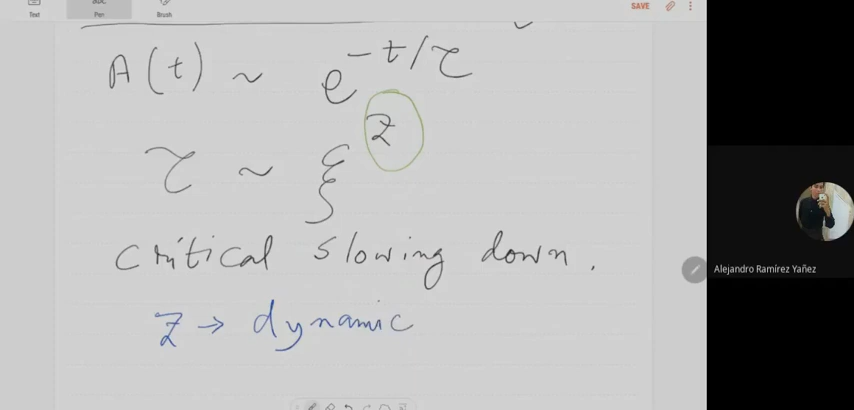 Text
Pen
Brush
SAVE
A(t) ~ e^{-t/τ}
τ ~ ξ^z
critical slowing down.
z → dynamic
Alejandro Ramírez Yañez